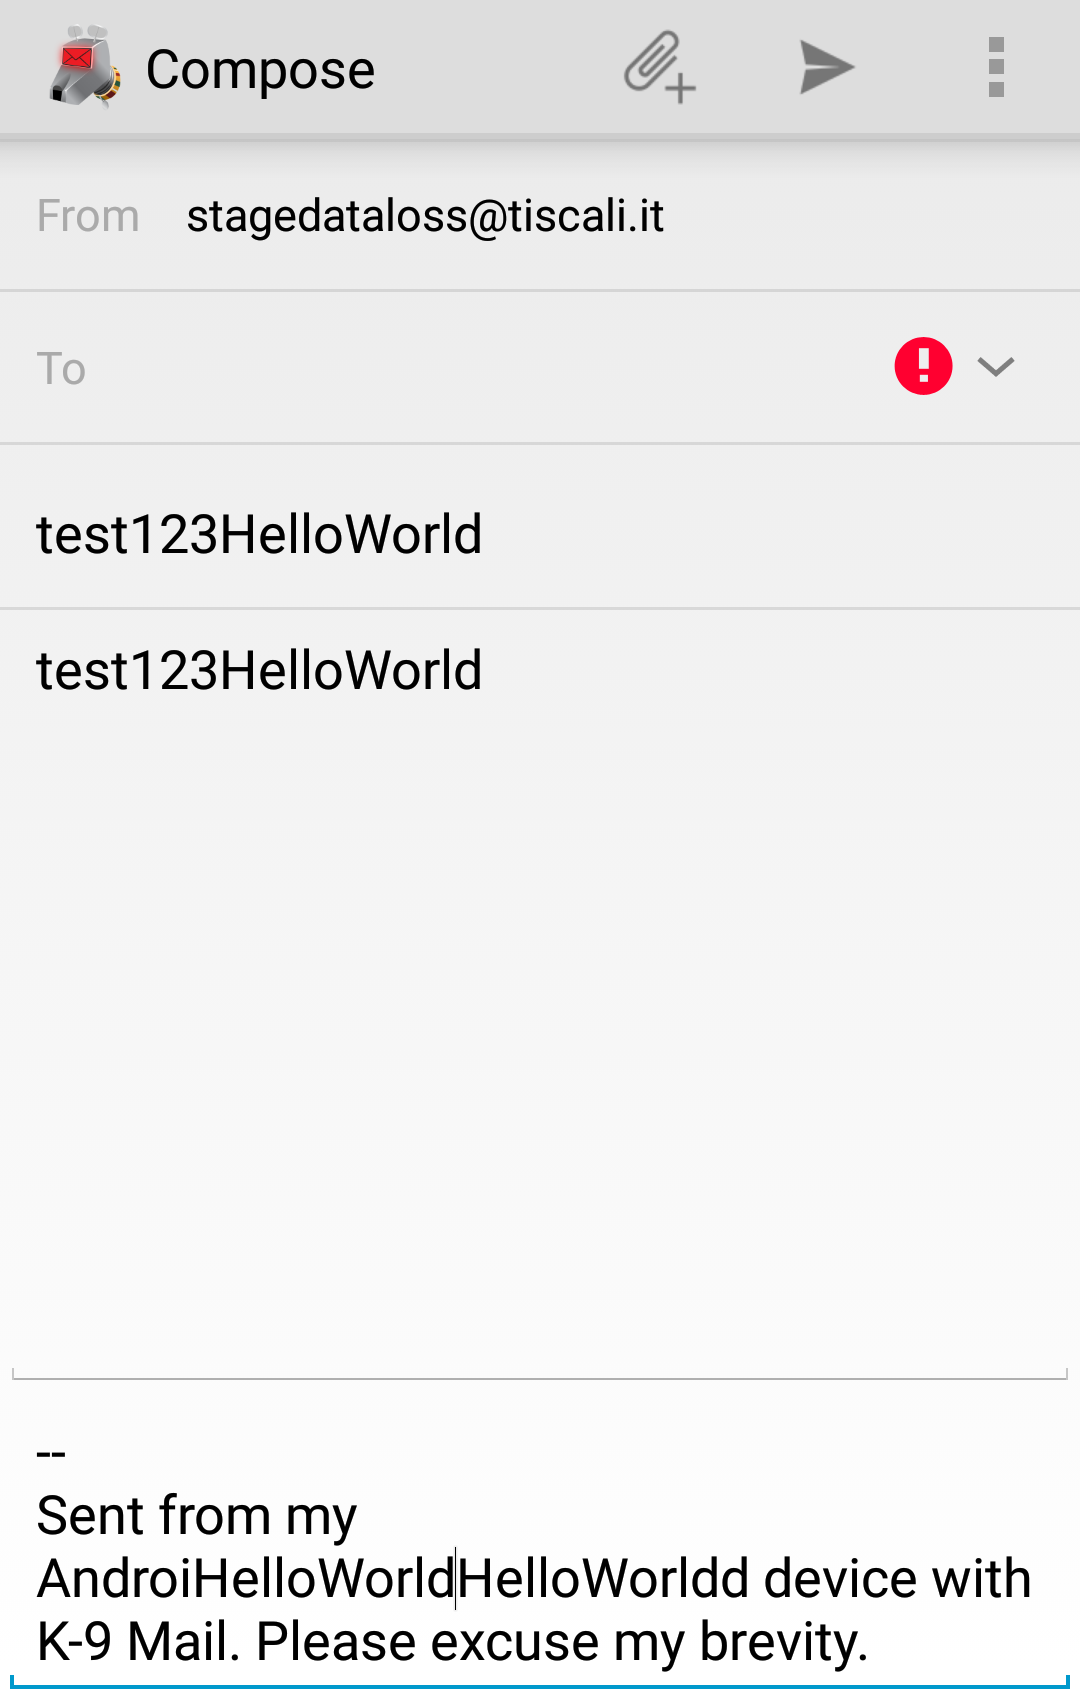 Compose
From stagedataloss@tiscali.it
To
test123HelloWorld
test123HelloWorld
--
Sent from my
AndroiHelloWorldHelloWorldd device with
K-9 Mail. Please excuse my brevity.